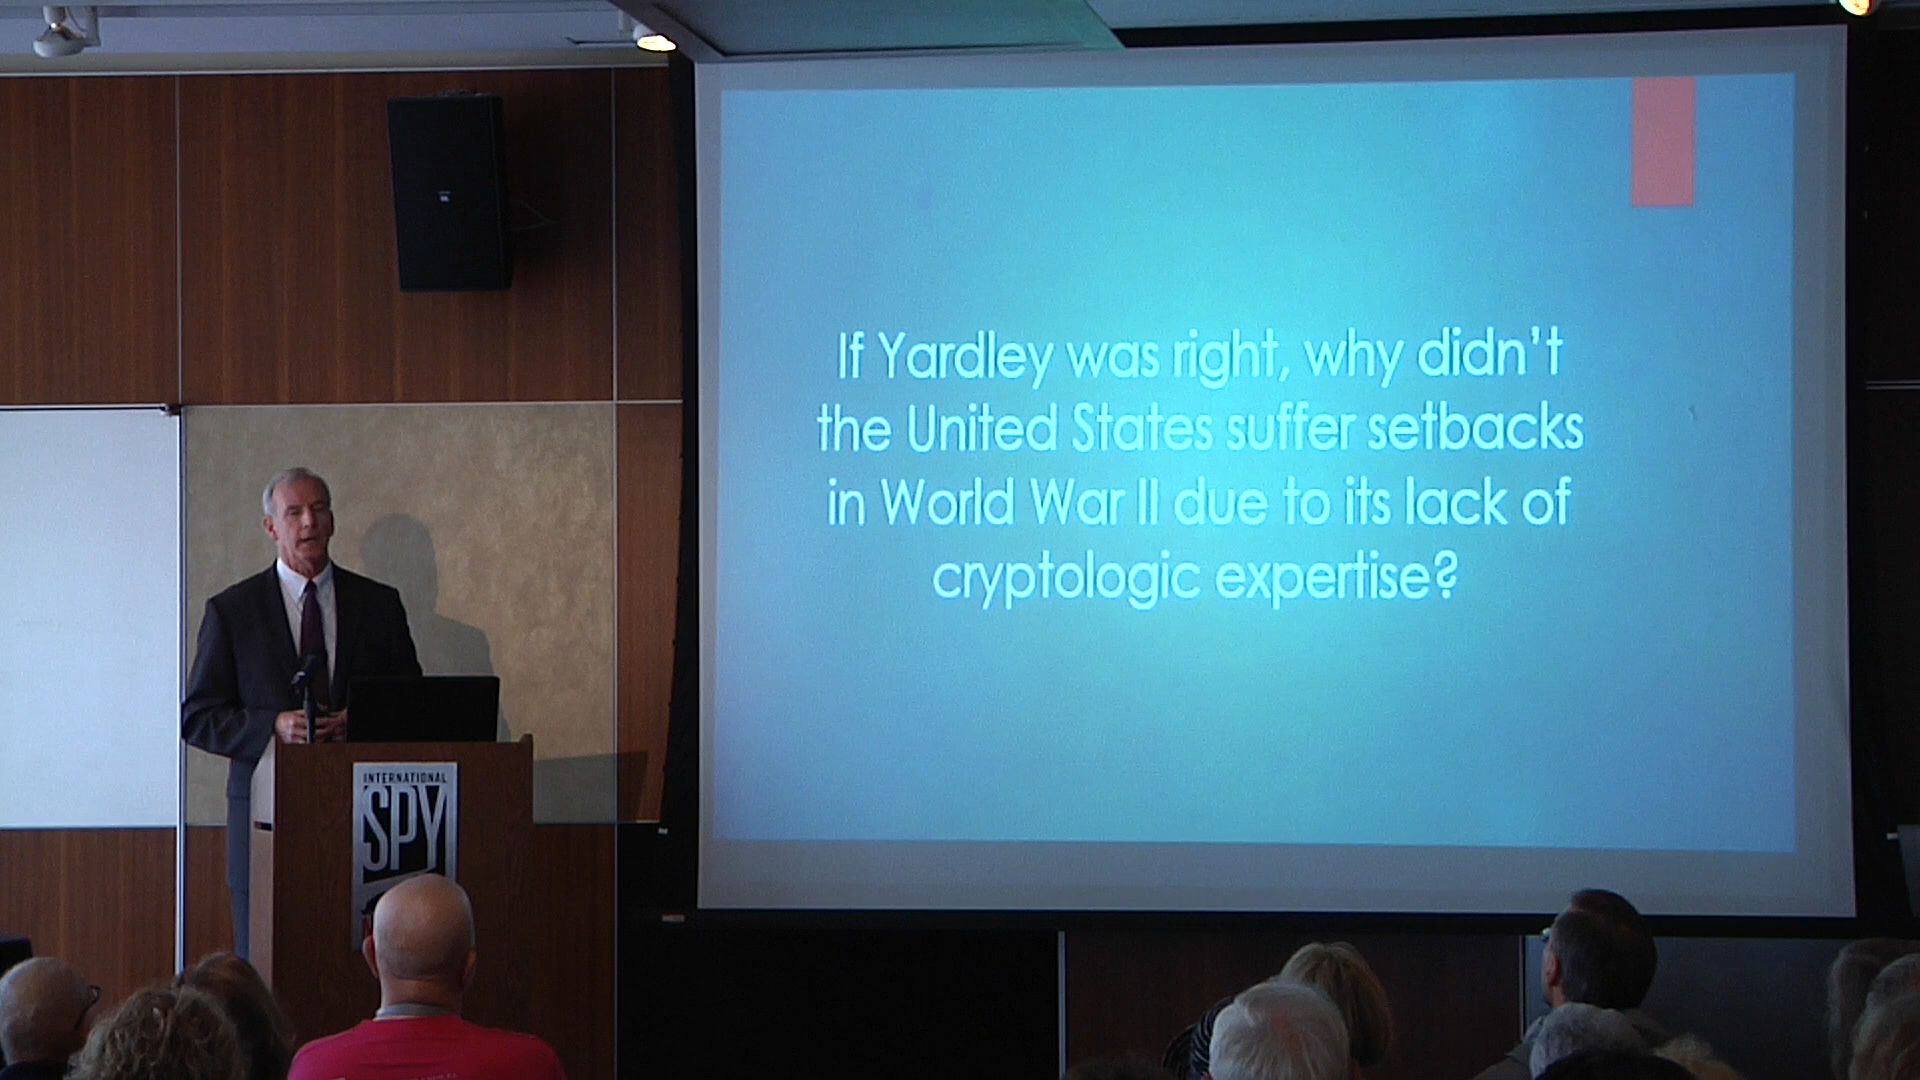 If Yardley was right, why didn't
the United States suffer setbacks
in World War II due to its lack of
cryptologic expertise?
INTERNATIONAL
SPY